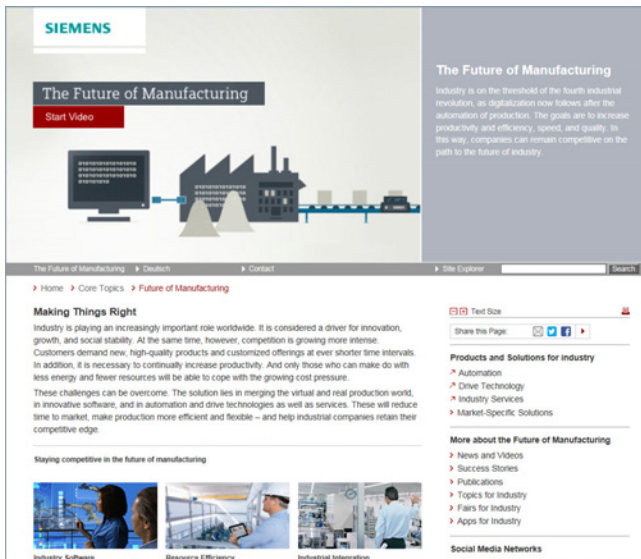 SIEMENS
The Future of Manufacturing
Start Video
The Future of Manufacturing
Industry is on the threshold of the fourth industrial
revolution, as digitalization now follows after the
automation of production. The goals are to increase
productivity and efficiency, speed, and quality. In
this way, companies can remain competitive on the
path to the future of industry.
The Future of Manufacturing Deutsch Contact Site Explorer Search
Home Core Topics Future of Manufacturing
Making Things Right
Industry is playing an increasingly important role worldwide. It is considered a driver for innovation,
growth, and social stability. At the same time, however, competition is growing more intense.
Customers demand new, high-quality products and customized offerings at ever shorter time intervals.
In addition, it is necessary to continually increase productivity. And only those who can make do with
less energy and fewer resources will be able to cope with the growing cost pressure.
These challenges can be overcome. The solution lies in merging the virtual and real production world,
in innovative software, and in automation and drive technologies as well as services. These will reduce
time to market, make production more efficient and flexible – and help industrial companies retain their
competitive edge.
Staying competitive in the future of manufacturing
Industry Software Resource Efficiency Industrial Integration
Text Size
Share this Page:
Products and Solutions for industry
Automation
Drive Technology
Industry Services
Market-Specific Solutions
More about the Future of Manufacturing
News and Videos
Success Stories
Publications
Topics for Industry
Fairs for Industry
Apps for Industry
Social Media Networks